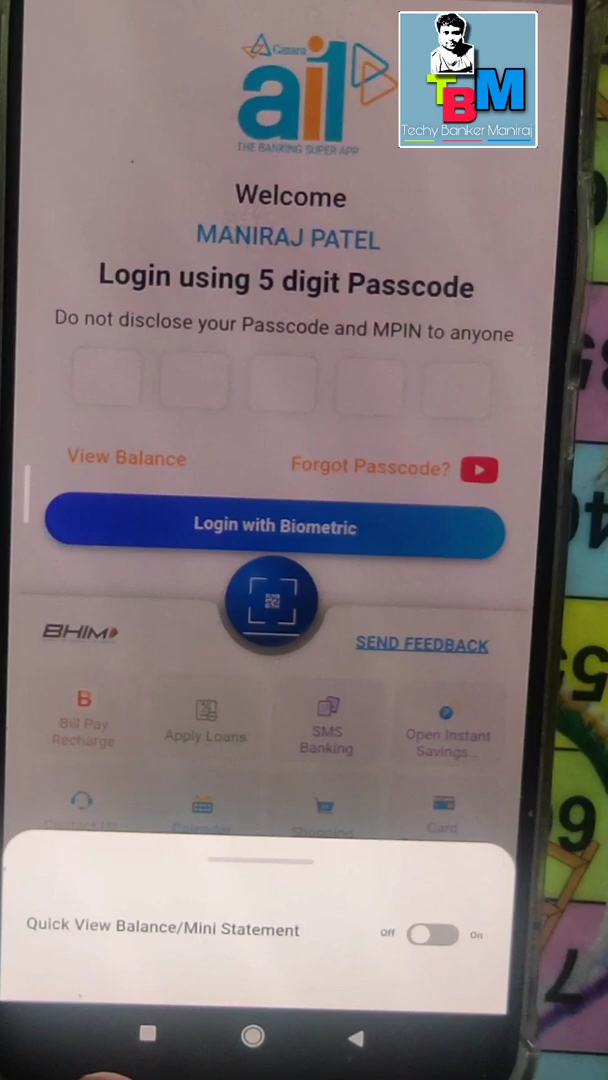 Canara
ai1
THE BANKING SUPER APP
TBM
Techy Banker Maniraj
Welcome
MANIRAJ PATEL
Login using 5 digit Passcode
Do not disclose your Passcode and MPIN to anyone
View Balance
Forgot Passcode?
Login with Biometric
BHIM
SEND FEEDBACK
B
Bill Pay
Recharge
Apply Loans
SMS
Banking
Open Instant
Savings...
Contact Us
Calendar
Shopping
Card
Quick View Balance/Mini Statement
Off
On